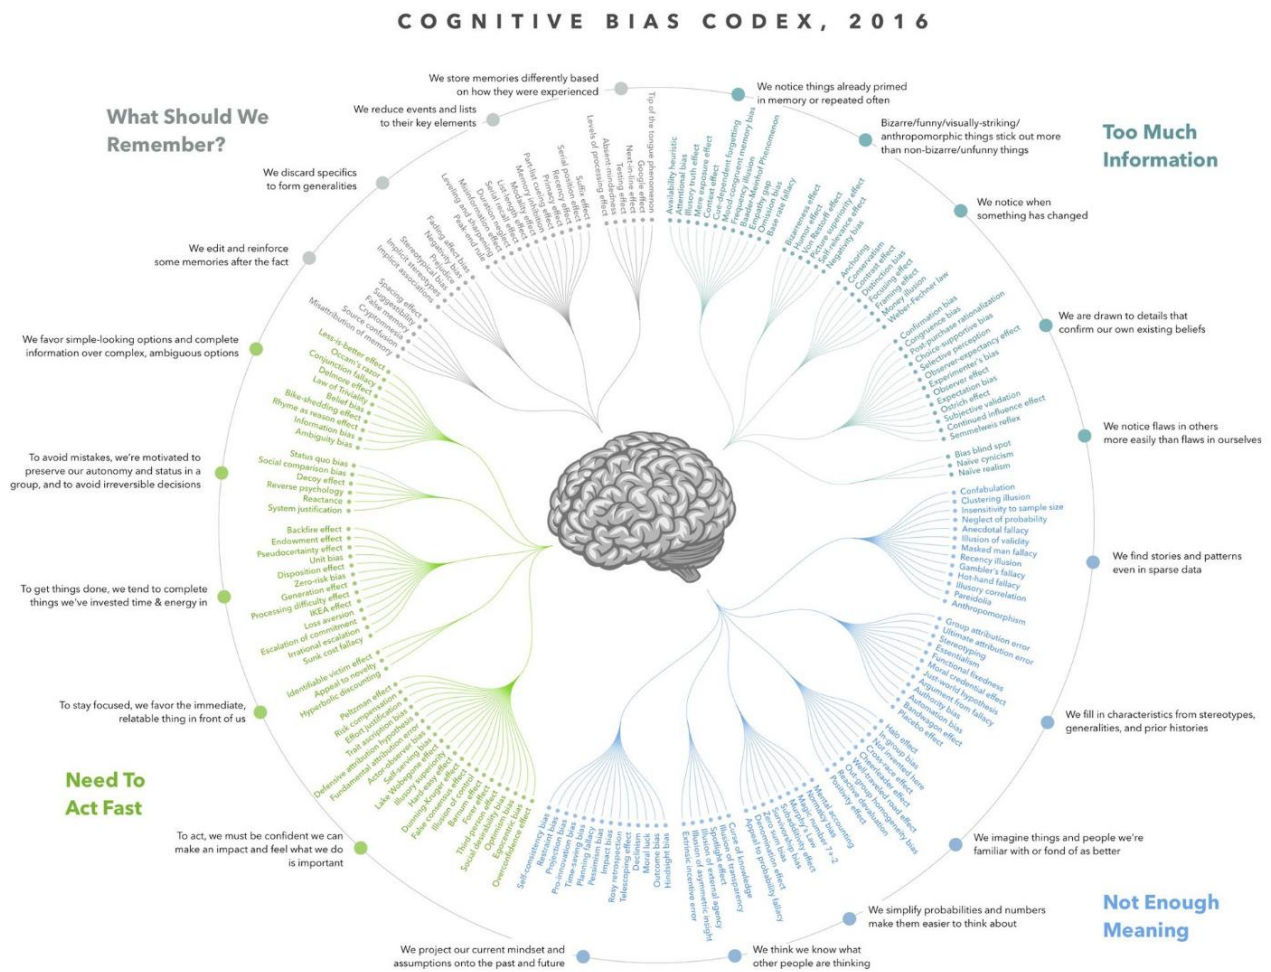 COGNITIVE BIAS CODEX, 2016
What Should We
Remember?
We store memories differently based
on how they were experienced
We reduce events and lists
to their key elements
We discard specifics
to form generalities
We edit and reinforce
some memories after the fact
Tip of the tongue phenomenon
Google effect
Next-in-line effect
Testing effect
Absent-mindedness
Levels of processing effect
Suffix effect
Serial position effect
Recency effect
Primacy effect
Part-list cueing effect
Memory inhibition
Modality effect
List-length effect
Serial recall effect
Duration neglect
Misinformation effect
Leveling and sharpening
Peak-end rule
Fading affect bias
Negativity bias
Prejudice
Stereotypical bias
Implicit stereotypes
Implicit associations
Spacing effect
Suggestibility
False memory
Cryptomnesia
Source confusion
Misattribution of memory
Too Much
Information
We notice things already primed
in memory or repeated often
Bizarre/funny/visually-striking/
anthropomorphic things stick out more
than non-bizarre/unfunny things
We notice when
something has changed
We are drawn to details that
confirm our own existing beliefs
We notice flaws in others
more easily than flaws in ourselves
Availability heuristic
Attentional bias
Illusory truth effect
Mere exposure effect
Context effect
Cue-dependent forgetting
Mood-congruent memory bias
Frequency illusion
Baader-Meinhof Phenomenon
Empathy gap
Omission bias
Base rate fallacy
Bizarreness effect
Humor effect
Von Restorff effect
Picture superiority effect
Self-relevance effect
Negativity bias
Anchoring
Conservatism
Contrast effect
Distinction bias
Focusing effect
Framing effect
Money illusion
Weber-Fechner law
Confirmation bias
Congruence bias
Post-purchase rationalization
Choice-supportive bias
Selective perception
Observer-expectancy effect
Experimenter's bias
Observer effect
Expectation bias
Ostrich effect
Subjective validation
Continued influence effect
Semmelweis reflex
Bias blind spot
Naïve cynicism
Naïve realism
Not Enough
Meaning
We find stories and patterns
even in sparse data
We fill in characteristics from stereotypes,
generalities, and prior histories
We imagine things and people we're
familiar with or fond of as better
We simplify probabilities and numbers
make them easier to think about
We think we know what
other people are thinking
We project our current mindset and
assumptions onto the past and future
Confabulation
Clustering illusion
Insensitivity to sample size
Neglect of probability
Anecdotal fallacy
Illusion of validity
Masked man fallacy
Recency illusion
Gambler's fallacy
Hot-hand fallacy
Illusory correlation
Pareidolia
Anthropomorphism
Group attribution error
Ultimate attribution error
Stereotyping
Essentialism
Functional fixedness
Moral credential effect
Just-world hypothesis
Argument from fallacy
Authority bias
Automation bias
Bandwagon effect
Placebo effect
Halo effect
In-group bias
Not invented here
Cross-race effect
Cheerleader effect
Well-traveled road effect
Out-group homogeneity bias
Reactive devaluation
Positivity effect
Mental accounting
Normalcy bias
Magic number 7+-2
Murphy's Law
Subadditivity effect
Survivorship bias
Zero sum bias
Denomination effect
Appeal to probability fallacy
Curse of knowledge
Illusion of transparency
Spotlight effect
Illusion of external agency
Illusion of asymmetric insight
Extrinsic incentive error
Hindsight bias
Outcome bias
Moral luck
Declinism
Telescoping effect
Rosy retrospection
Impact bias
Pessimism bias
Planning fallacy
Time-saving bias
Pro-innovation bias
Projection bias
Restraint bias
Self-consistency bias
Need To
Act Fast
We favor simple-looking options and complete
information over complex, ambiguous options
To avoid mistakes, we're motivated to
preserve our autonomy and status in a
group, and to avoid irreversible decisions
To get things done, we tend to complete
things we've invested time & energy in
To stay focused, we favor the immediate,
relatable thing in front of us
To act, we must be confident we can
make an impact and feel what we do
is important
Less-is-better effect
Occam's razor
Conjunction fallacy
Delmore effect
Law of Triviality
Belief bias
Bike-shedding effect
Rhyme as reason effect
Information bias
Ambiguity bias
Status quo bias
Social comparison bias
Decoy effect
Reverse psychology
Reactance
System justification
Backfire effect
Endowment effect
Pseudocertainty effect
Unit bias
Disposition effect
Zero-risk bias
Generation effect
Processing difficulty effect
IKEA effect
Loss aversion
Escalation of commitment
Irrational escalation
Sunk cost fallacy
Identifiable victim effect
Appeal to novelty
Hyperbolic discounting
Peltzman effect
Risk compensation
Effort justification
Trait ascription bias
Defensive attribution hypothesis
Fundamental attribution error
Actor-observer bias
Self-serving bias
Lake Wobegone effect
Illusory superiority
Hard-easy effect
Dunning-Kruger effect
False consensus effect
Illusion of control
Barnum effect
Forer effect
Third-person effect
Social desirability bias
Optimism bias
Egocentric bias
Overconfidence effect